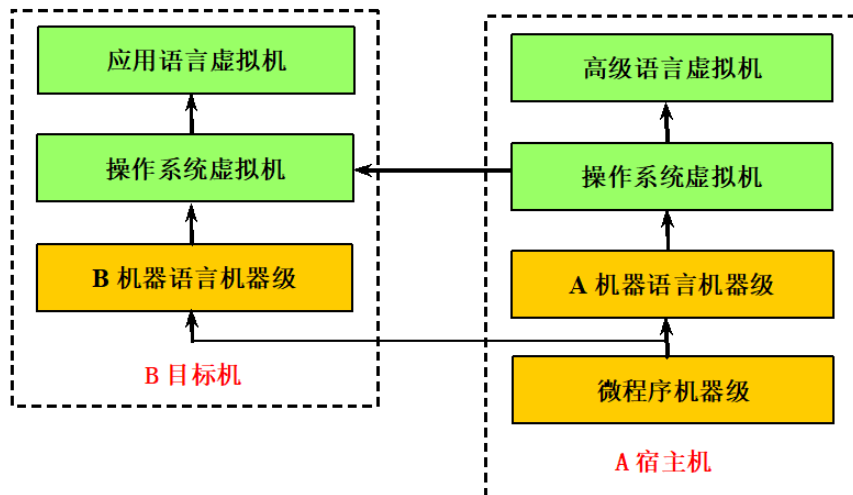 应用语言虚拟机
操作系统虚拟机
B 机器语言机器级
B 目标机
高级语言虚拟机
操作系统虚拟机
A 机器语言机器级
微程序机器级
A 宿主机